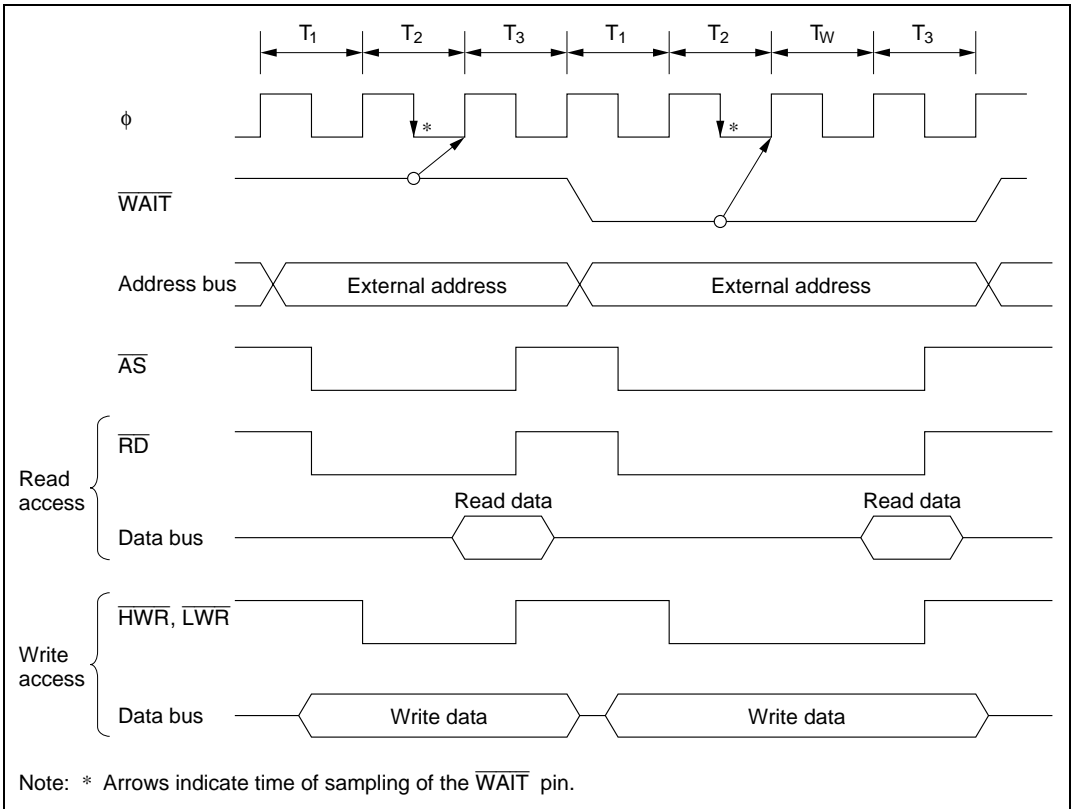 T1 T2 T3 T1 T2 TW T3
ϕ * *
WAIT
Address bus External address External address
AS
Read access
RD
Read data Read data
Data bus
Write access
HWR, LWR
Data bus Write data Write data
Note: * Arrows indicate time of sampling of the WAIT pin.